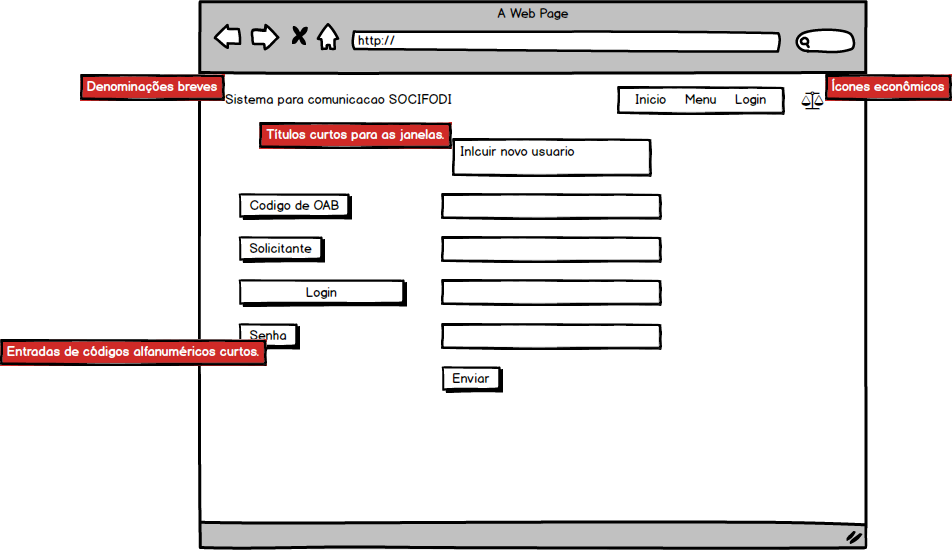 A Web Page
http://
Denominações breves
Ícones econômicos
Sistema para comunicacao SOCIFODI
Inicio Menu Login
Títulos curtos para as janelas.
Inlcuir novo usuario
Codigo de OAB
Solicitante
Login
Senha
Entradas de códigos alfanuméricos curtos.
Enviar